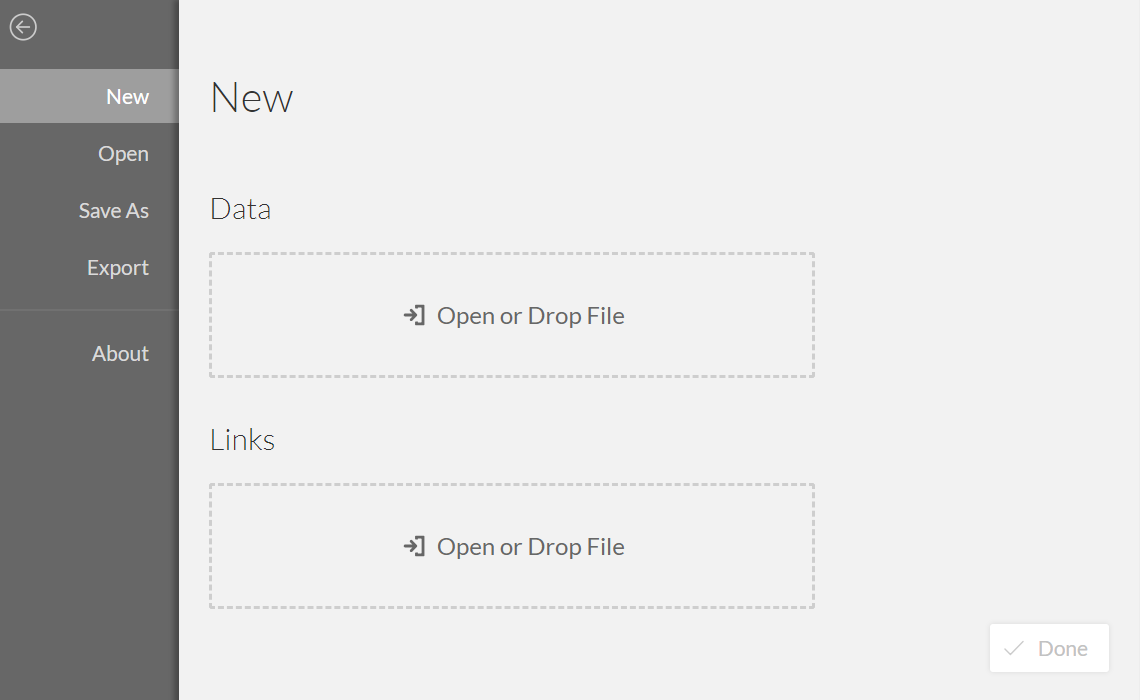 New
Open
Save As
Export
About
New
Data
Open or Drop File
Links
Open or Drop File
Done